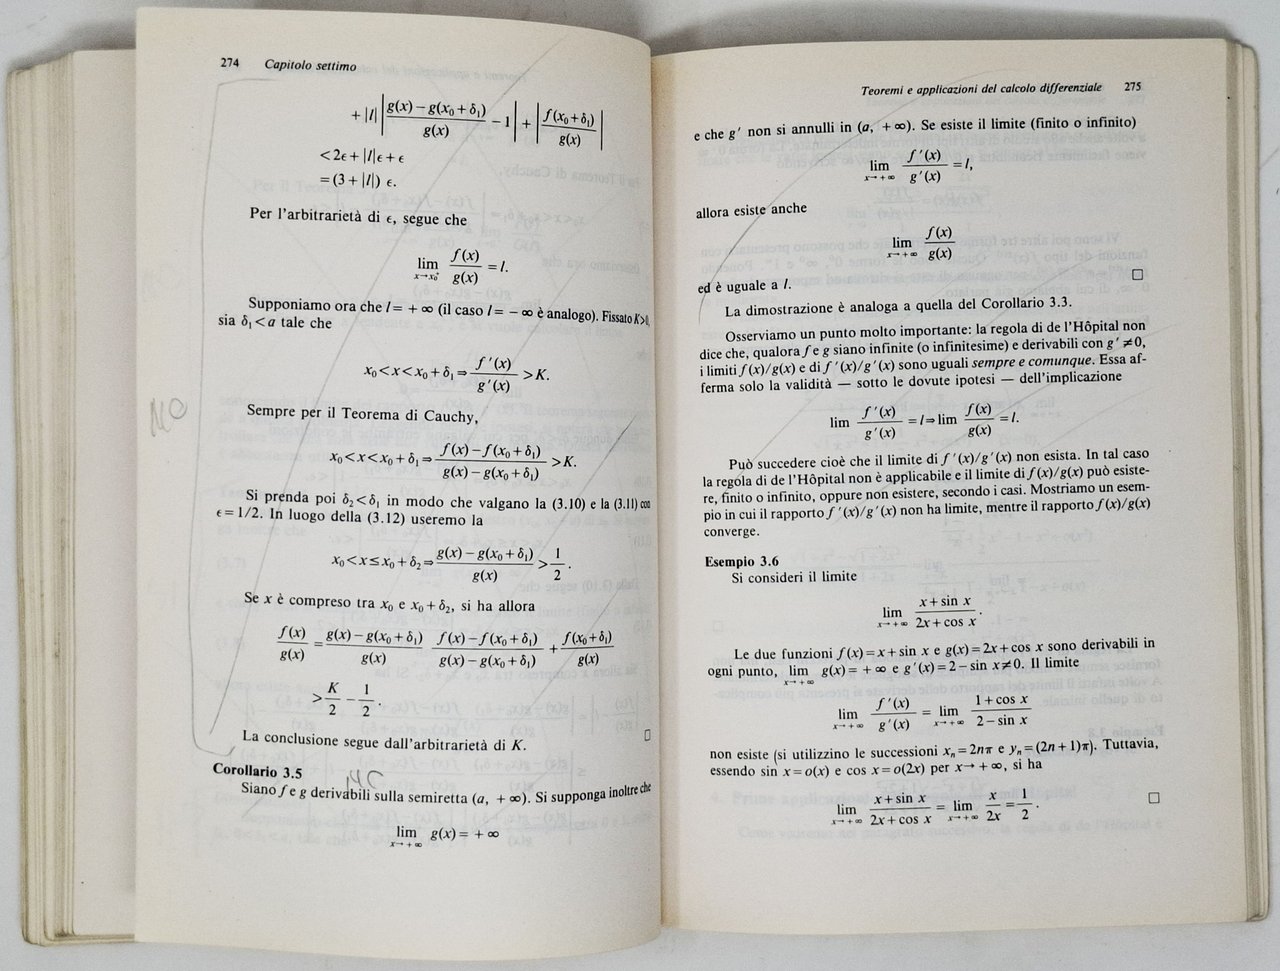 274 Capitolo settimo
+ |l| |g(x) − g(x₀ + δ₁) / g(x) − 1| + |f(x₀ + δ₁) / g(x)|
< 2ε + |l|ε + ε
= (3 + |l|) ε.
Per l'arbitrarietà di ε, segue che
lim x→x₀⁺ f(x)/g(x) = l.
Supponiamo ora che l = + ∞ (il caso l = − ∞ è analogo). Fissato K>0,
sia δ₁ < a tale che
x₀ < x < x₀ + δ₁ ⇒ f′(x)/g′(x) > K.
Sempre per il Teorema di Cauchy,
x₀ < x < x₀ + δ₁ ⇒ f(x) − f(x₀ + δ₁) / g(x) − g(x₀ + δ₁) > K.
Si prenda poi δ₂ < δ₁ in modo che valgano la (3.10) e la (3.11) con
ε = 1/2. In luogo della (3.12) useremo la
x₀ < x ≤ x₀ + δ₂ ⇒ g(x) − g(x₀ + δ₁) / g(x) > 1/2.
Se x è compreso tra x₀ e x₀ + δ₂, si ha allora
f(x)/g(x) = g(x) − g(x₀ + δ₁) / g(x) f(x) − f(x₀ + δ₁) / g(x) − g(x₀ + δ₁) + f(x₀ + δ₁) / g(x)
> K/2 − 1/2.
La conclusione segue dall'arbitrarietà di K. □
NO
Corollario 3.5
Siano f e g derivabili sulla semiretta (a, + ∞). Si supponga inoltre che
lim x→+∞ g(x) = + ∞
Teoremi e applicazioni del calcolo differenziale 275
e che g′ non si annulli in (a, + ∞). Se esiste il limite (finito o infinito)
lim x→+∞ f′(x)/g′(x) = l,
allora esiste anche
lim x→+∞ f(x)/g(x)
ed è uguale a l. □
La dimostrazione è analoga a quella del Corollario 3.3.
Osserviamo un punto molto importante: la regola di de l'Hôpital non
dice che, qualora f e g siano infinite (o infinitesime) e derivabili con g′ ≠ 0,
i limiti f(x)/g(x) e di f′(x)/g′(x) sono uguali sempre e comunque. Essa af-
ferma solo la validità — sotto le dovute ipotesi — dell'implicazione
lim f′(x)/g′(x) = l ⇒ lim f(x)/g(x) = l.
Può succedere cioè che il limite di f′(x)/g′(x) non esista. In tal caso
la regola di de l'Hôpital non è applicabile e il limite di f(x)/g(x) può esiste-
re, finito o infinito, oppure non esistere, secondo i casi. Mostriamo un esem-
pio in cui il rapporto f′(x)/g′(x) non ha limite, mentre il rapporto f(x)/g(x)
converge.
Esempio 3.6
Si consideri il limite
lim x→+∞ x + sin x / 2x + cos x.
Le due funzioni f(x) = x + sin x e g(x) = 2x + cos x sono derivabili in
ogni punto, lim x→+∞ g(x) = + ∞ e g′(x) = 2 − sin x ≠ 0. Il limite
lim x→+∞ f′(x)/g′(x) = lim x→+∞ 1 + cos x / 2 − sin x
non esiste (si utilizzino le successioni xₙ = 2nπ e yₙ = (2n + 1)π). Tuttavia,
essendo sin x = o(x) e cos x = o(2x) per x→ + ∞, si ha
lim x→+∞ x + sin x / 2x + cos x = lim x→+∞ x/2x = 1/2. □